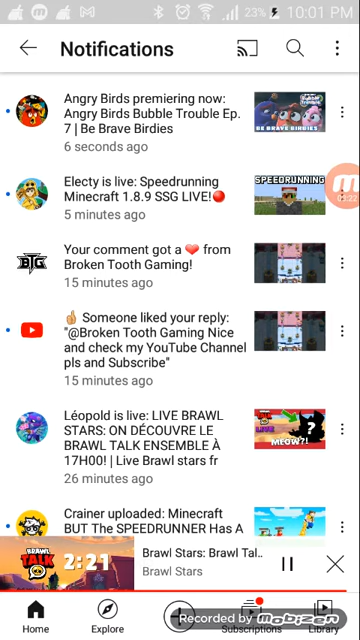 23% 10:01 PM
Notifications
Angry Birds premiering now:
Angry Birds Bubble Trouble Ep.
7 | Be Brave Birdies
6 seconds ago
BE BRAVE BIRDIES
Electy is live: Speedrunning
Minecraft 1.8.9 SSG LIVE!🔴
5 minutes ago
SPEEDRUNNING
03:22
Your comment got a ❤️ from
Broken Tooth Gaming!
15 minutes ago
BTG
👍 Someone liked your reply:
"@Broken Tooth Gaming Nice
and check my YouTube Channel
pls and Subscribe"
15 minutes ago
Léopold is live: LIVE BRAWL
STARS: ON DÉCOUVRE LE
BRAWL TALK ENSEMBLE À
17H00! | Live Brawl stars fr
26 minutes ago
LIVE
MEOW?!
Crainer uploaded: Minecraft
BUT The SPEEDRUNNER Has A
BRAWL
TALK
2:21
Brawl Stars: Brawl Tal..
Brawl Stars
Home
Explore
Subscriptions
Library
Recorded by mobizen